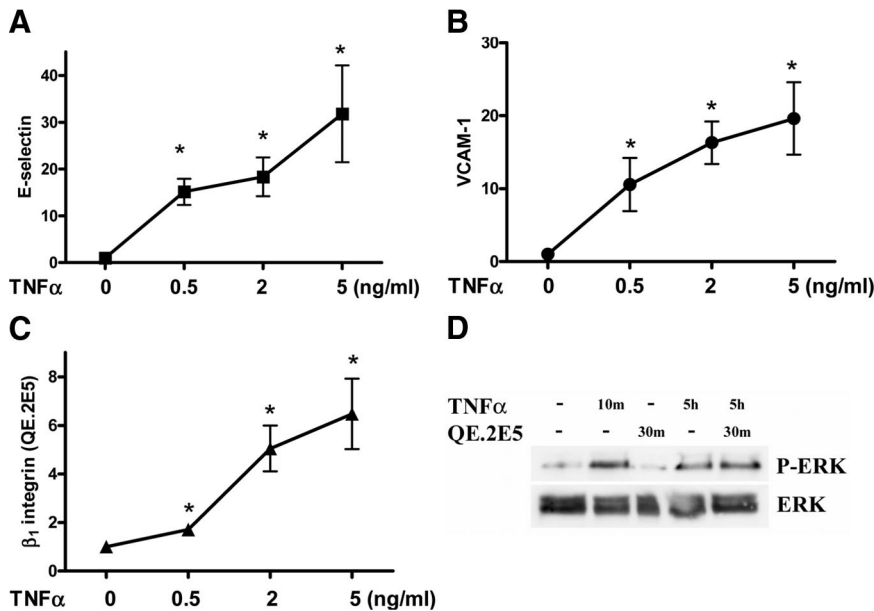 A
E-selectin
40
30
20
10
0
TNFα 0 0.5 2 5 (ng/ml)
* * *
B
VCAM-1
30
20
10
0
TNFα 0 0.5 2 5 (ng/ml)
* * *
C
β₁ integrin (QE.2E5)
8
6
4
2
0
TNFα 0 0.5 2 5 (ng/ml)
* * *
D
TNFα - 10m - 5h 5h
QE.2E5 - - 30m - 30m
P-ERK
ERK